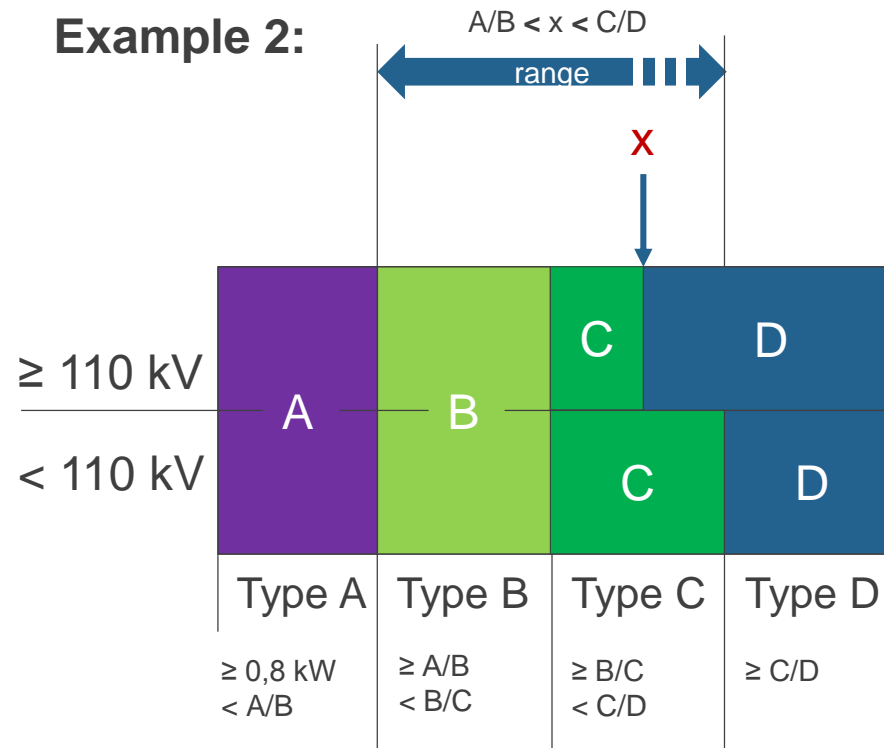 Example 2:
A/B < x < C/D
range
x
≥ 110 kV
< 110 kV
A
B
C
D
C
D
Type A
Type B
Type C
Type D
≥ 0,8 kW
< A/B
≥ A/B
< B/C
≥ B/C
< C/D
≥ C/D